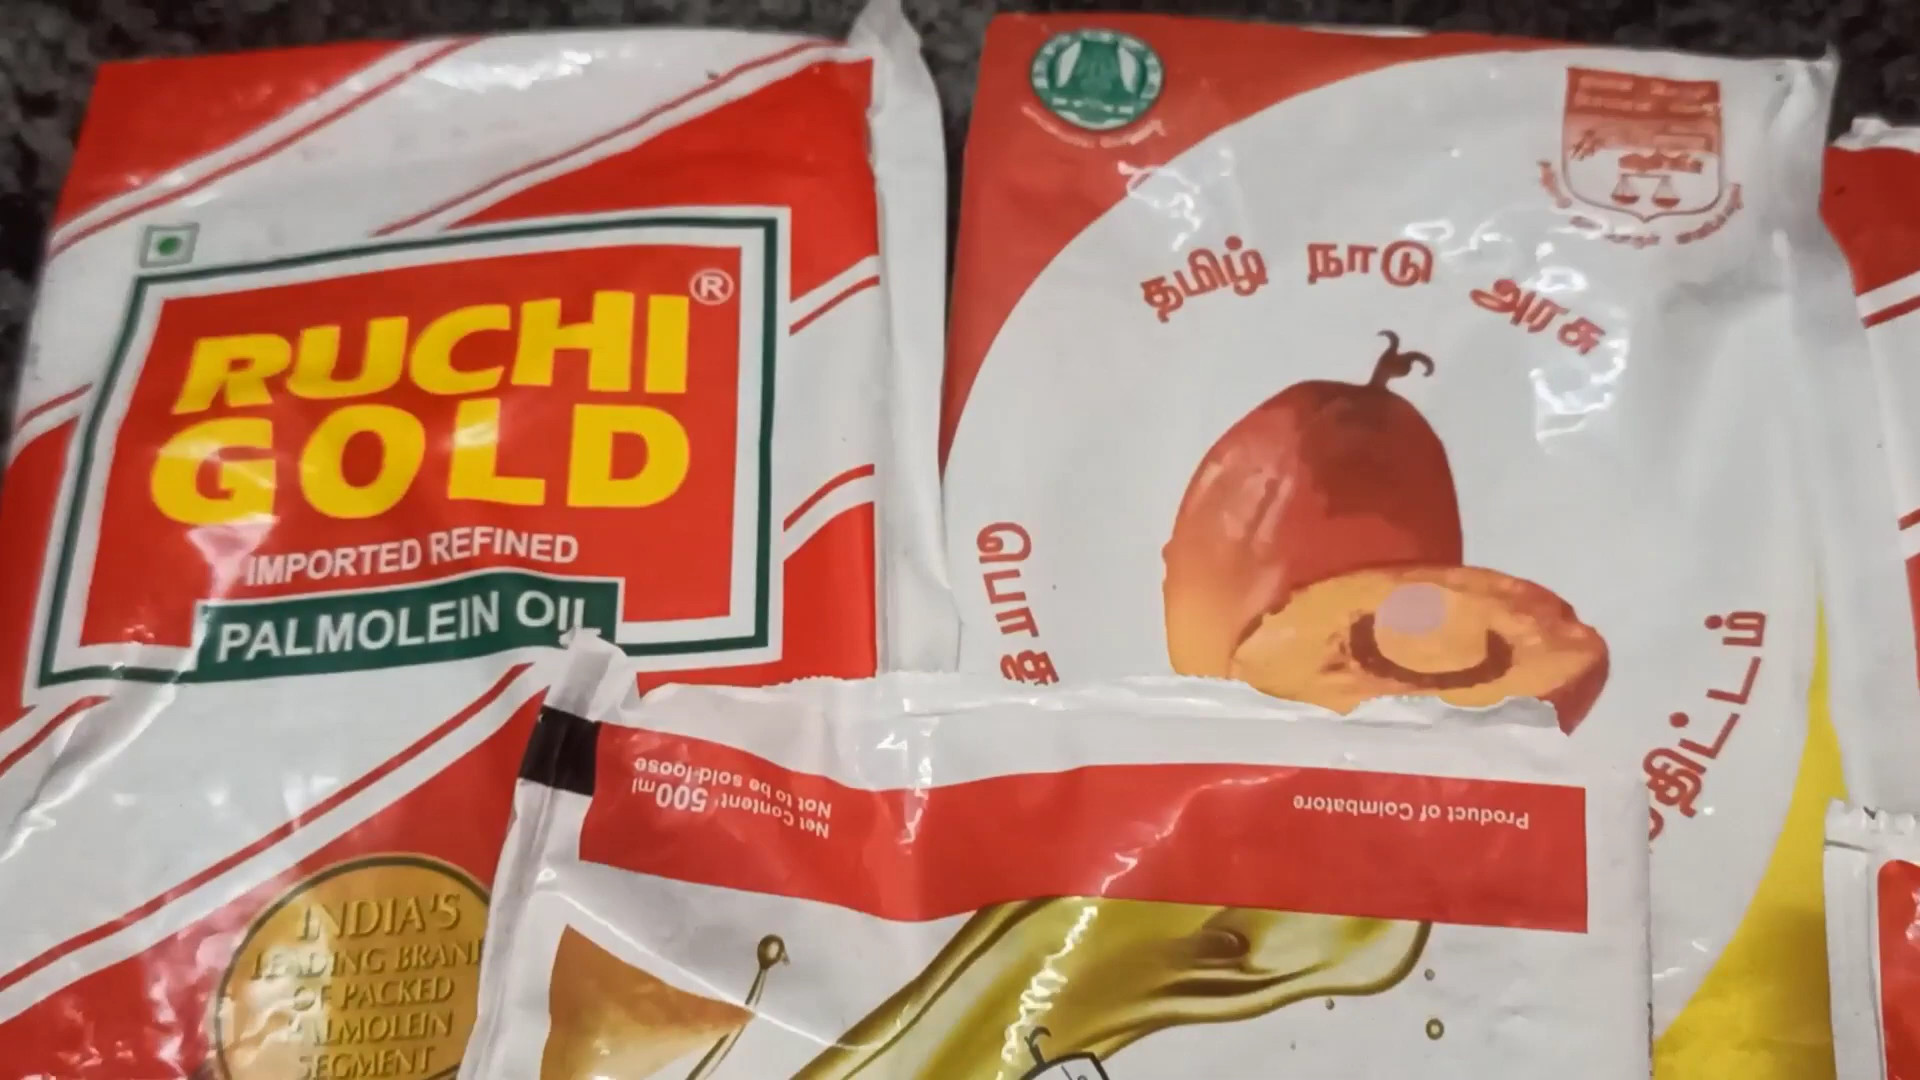 RUCHI®
GOLD
IMPORTED REFINED
PALMOLEIN OIL
INDIA'S
LEADING BRAND
OF PACKED
PALMOLEIN
SEGMENT
தமிழ் நாடு அரசு
Net Content 500ml
Not to be sold loose
Product of Coimbatore